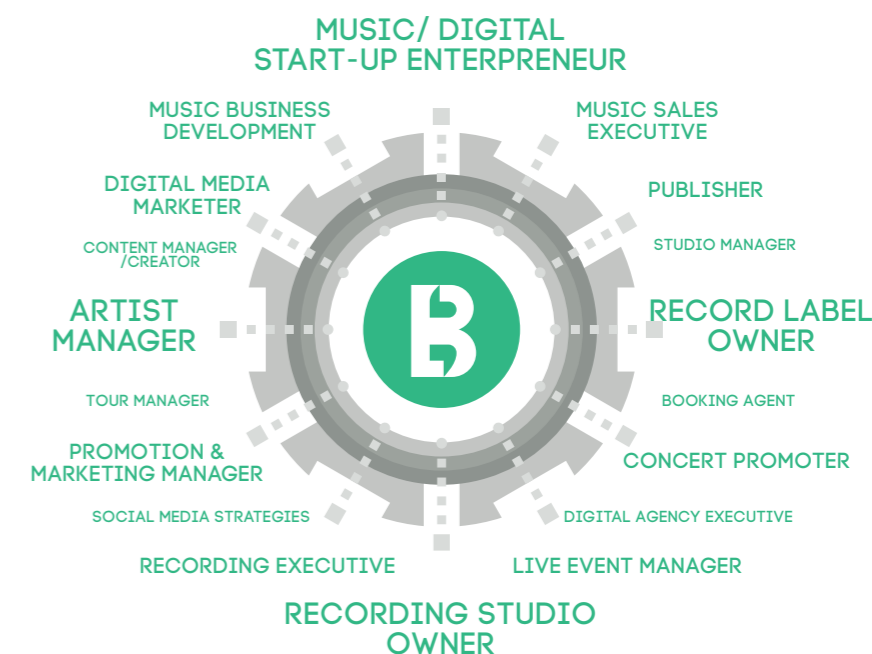 MUSIC/ DIGITAL
START-UP ENTERPRENEUR
MUSIC BUSINESS
DEVELOPMENT
MUSIC SALES
EXECUTIVE
DIGITAL MEDIA
MARKETER
PUBLISHER
CONTENT MANAGER
/CREATOR
STUDIO MANAGER
ARTIST
MANAGER
B
RECORD LABEL
OWNER
TOUR MANAGER
BOOKING AGENT
PROMOTION &
MARKETING MANAGER
CONCERT PROMOTER
SOCIAL MEDIA STRATEGIES
DIGITAL AGENCY EXECUTIVE
RECORDING EXECUTIVE
LIVE EVENT MANAGER
RECORDING STUDIO
OWNER